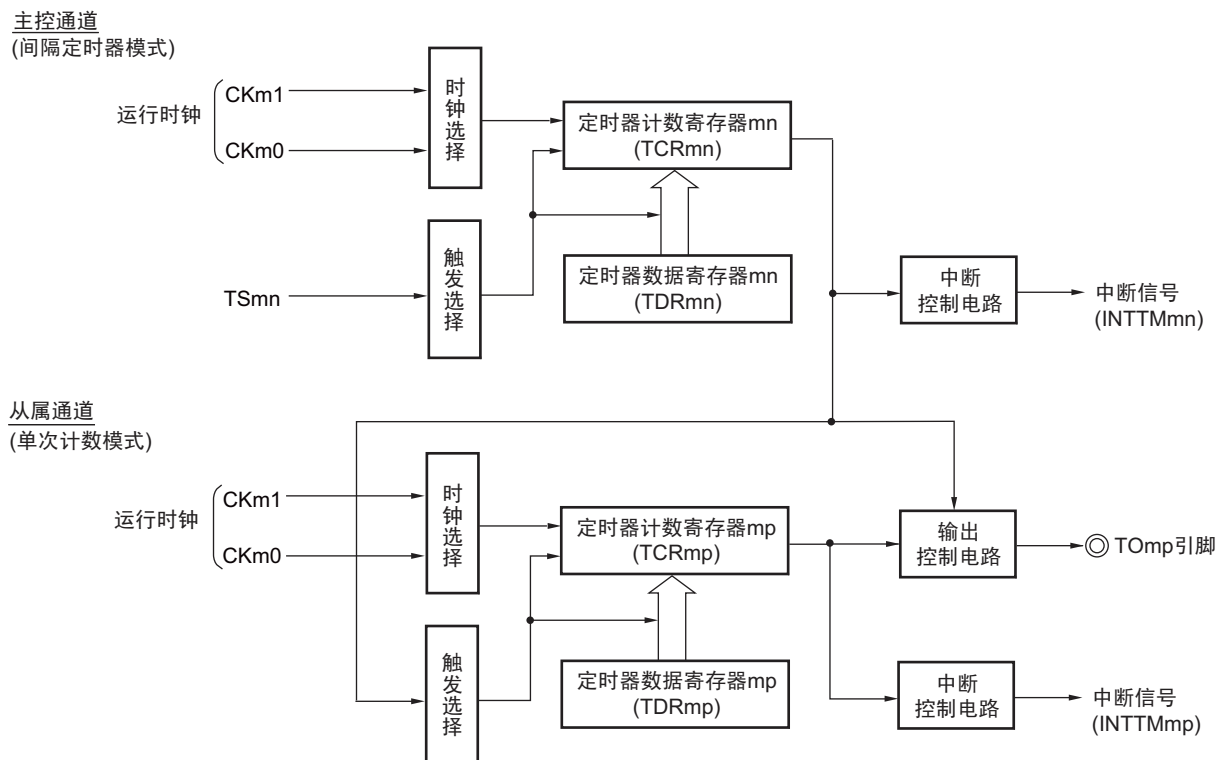 主控通道
(间隔定时器模式)
运行时钟
CKm1
CKm0
时钟选择
定时器计数寄存器mn
(TCRmn)
TSmn
触发选择
定时器数据寄存器mn
(TDRmn)
中断
控制电路
中断信号
(INTTMmn)
从属通道
(单次计数模式)
运行时钟
CKm1
CKm0
时钟选择
定时器计数寄存器mp
(TCRmp)
输出
控制电路
TOmp引脚
触发选择
定时器数据寄存器mp
(TDRmp)
中断
控制电路
中断信号
(INTTMmp)